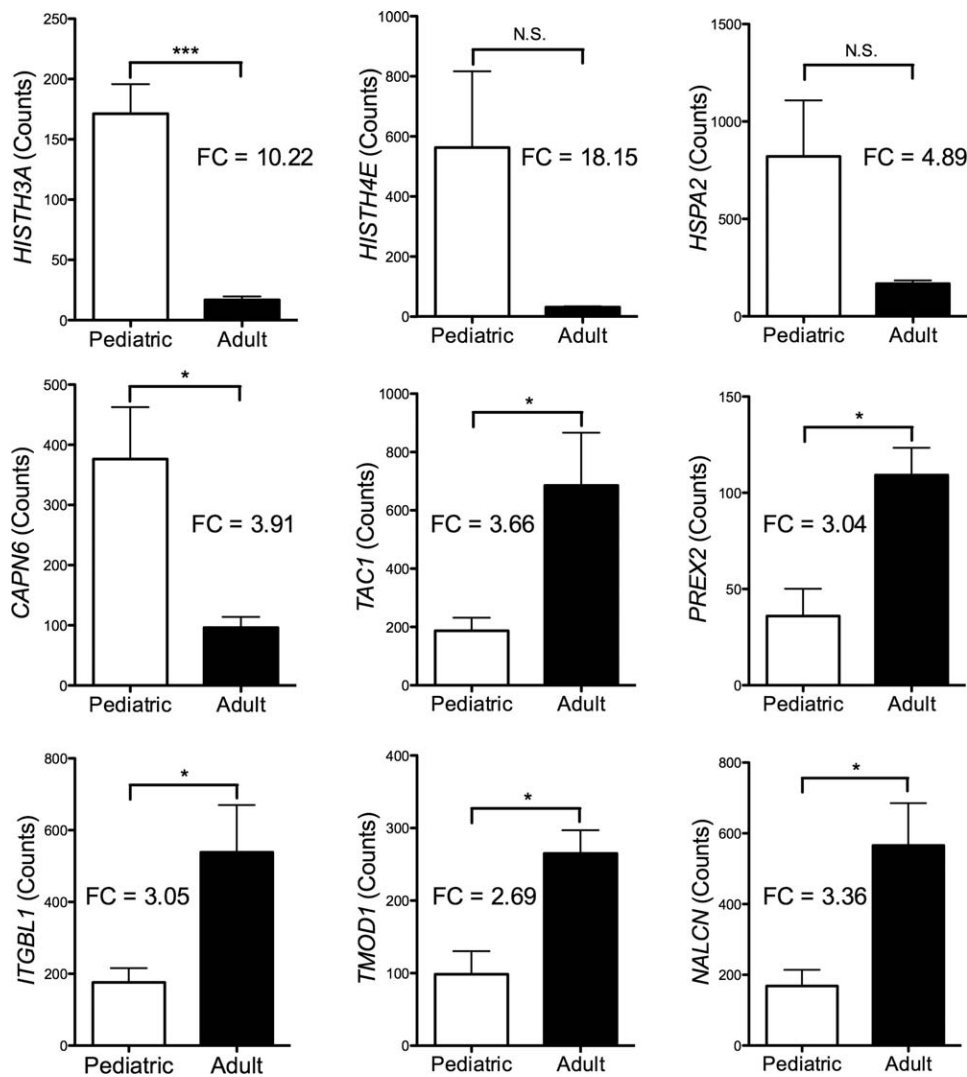 ***
HISTH3A (Counts)
250
200
150
100
50
0
FC = 10.22
Pediatric Adult
N.S.
HISTH4E (Counts)
1000
800
600
400
200
0
FC = 18.15
Pediatric Adult
N.S.
HSPA2 (Counts)
1500
1000
500
0
FC = 4.89
Pediatric Adult
*
CAPN6 (Counts)
500
400
300
200
100
0
FC = 3.91
Pediatric Adult
*
TAC1 (Counts)
1000
800
600
400
200
0
FC = 3.66
Pediatric Adult
*
PREX2 (Counts)
150
100
50
0
FC = 3.04
Pediatric Adult
*
ITGBL1 (Counts)
800
600
400
200
0
FC = 3.05
Pediatric Adult
*
TMOD1 (Counts)
400
300
200
100
0
FC = 2.69
Pediatric Adult
*
NALCN (Counts)
800
600
400
200
0
FC = 3.36
Pediatric Adult